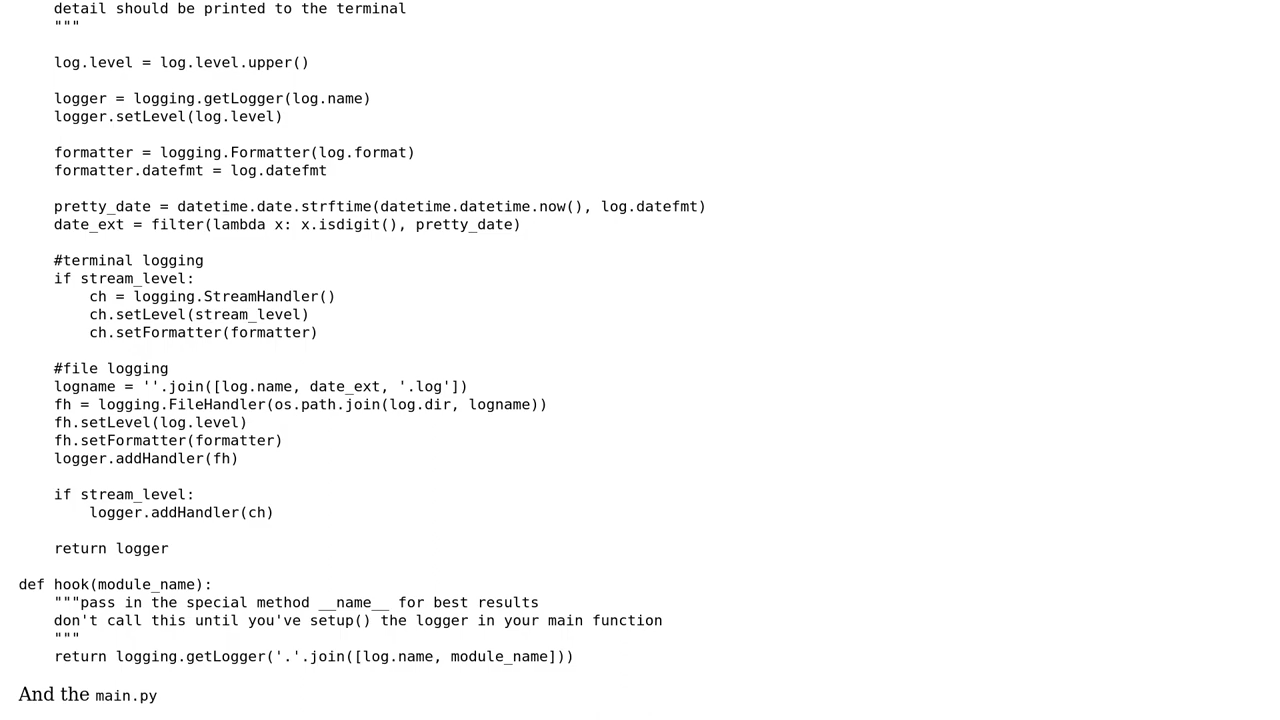 detail should be printed to the terminal
    """
    log.level = log.level.upper()
    logger = logging.getLogger(log.name)
    logger.setLevel(log.level)
    formatter = logging.Formatter(log.format)
    formatter.datefmt = log.datefmt
    pretty_date = datetime.date.strftime(datetime.datetime.now(), log.datefmt)
    date_ext = filter(lambda x: x.isdigit(), pretty_date)
    #terminal logging
    if stream_level:
        ch = logging.StreamHandler()
        ch.setLevel(stream_level)
        ch.setFormatter(formatter)
    #file logging
    logname = ''.join([log.name, date_ext, '.log'])
    fh = logging.FileHandler(os.path.join(log.dir, logname))
    fh.setLevel(log.level)
    fh.setFormatter(formatter)
    logger.addHandler(fh)
    if stream_level:
        logger.addHandler(ch)
    return logger
def hook(module_name):
    """pass in the special method __name__ for best results
    don't call this until you've setup() the logger in your main function
    """
    return logging.getLogger('.'.join([log.name, module_name]))
And the main.py